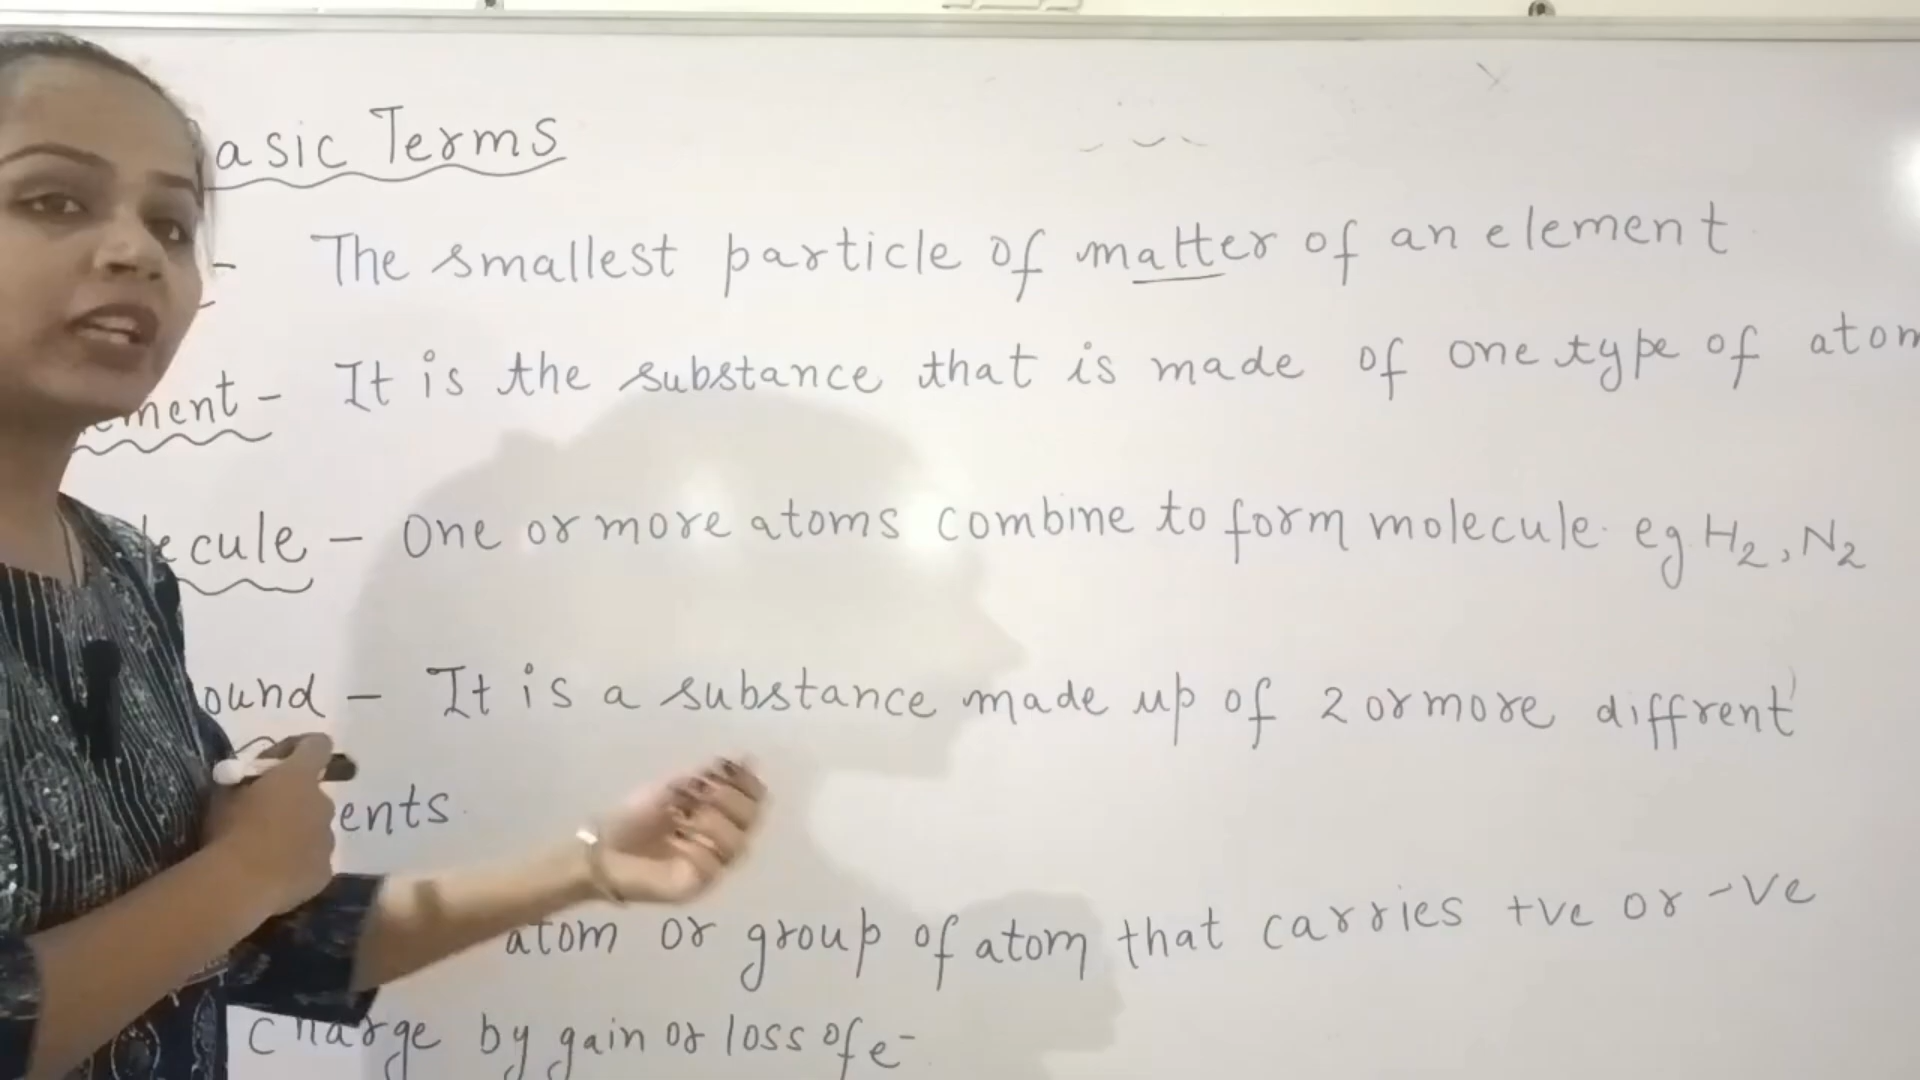 asic Terms
- The smallest particle of matter of an element
ement - It is the substance that is made of one type of atom
ecule - One or more atoms combine to form molecule. eg H2, N2
ound - It is a substance made up of 2 or more diffrent
ents.
atom or group of atom that carries +ve or -ve
charge by gain or loss of e-